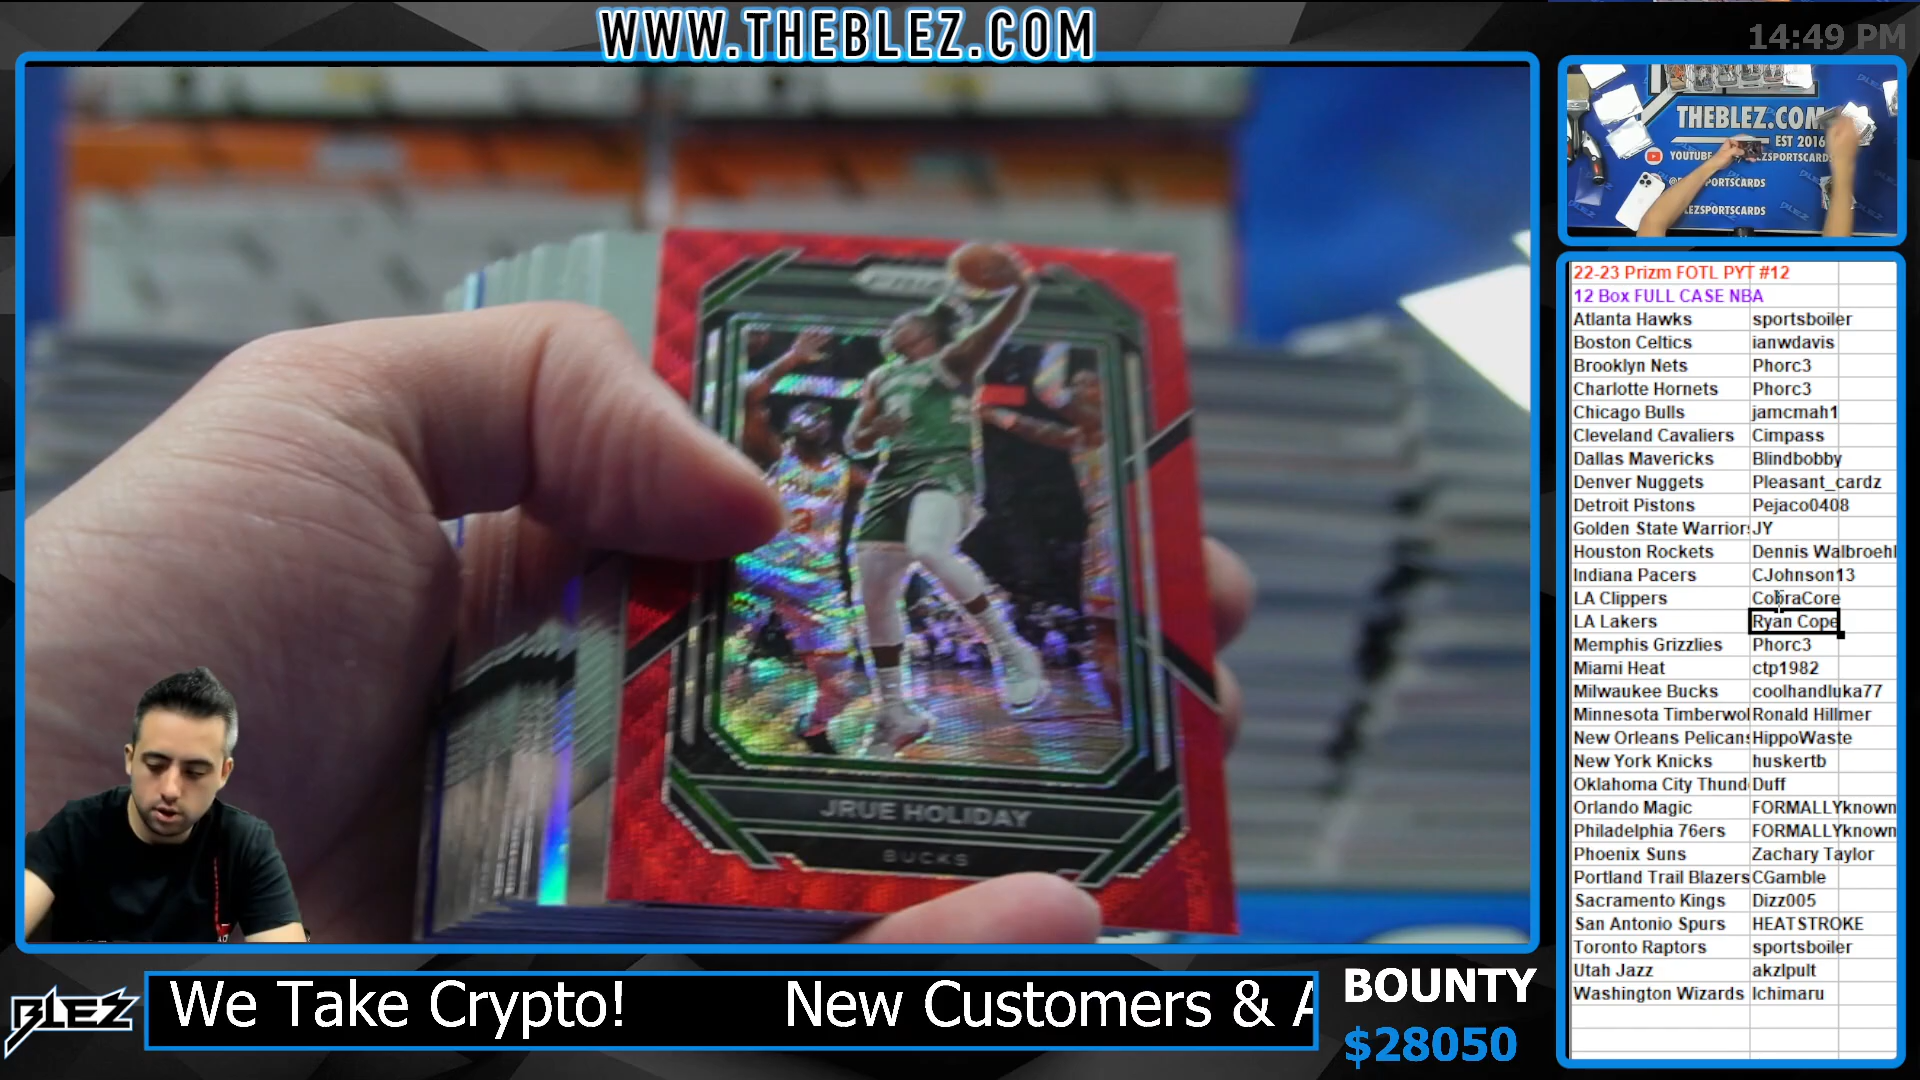 WWW.THEBLEZ.COM
14:49 PM
THEBLEZ.COM
EST 2016
YOUTUBE
22-23 Prizm FOTL PYT #12
12 Box FULL CASE NBA
Atlanta Hawks sportsboiler
Boston Celtics ianwdavis
Brooklyn Nets Phorc3
Charlotte Hornets Phorc3
Chicago Bulls jamcmah1
Cleveland Cavaliers Cimpass
Dallas Mavericks Blindbobby
Denver Nuggets Pleasant_cardz
Detroit Pistons Pejaco0408
Golden State Warriors JY
Houston Rockets Dennis Walbroehl
Indiana Pacers CJohnson13
LA Clippers CobraCore
LA Lakers Ryan Cope
Memphis Grizzlies Phorc3
Miami Heat ctp1982
Milwaukee Bucks coolhandluka77
Minnesota Timberwol Ronald Hillmer
New Orleans Pelicans HippoWaste
New York Knicks huskertb
Oklahoma City Thund Duff
Orlando Magic FORMALLYknown
Philadelphia 76ers FORMALLYknown
Phoenix Suns Zachary Taylor
Portland Trail Blazers CGamble
Sacramento Kings Dizz005
San Antonio Spurs HEATSTROKE
Toronto Raptors sportsboiler
Utah Jazz akzlpult
Washington Wizards Ichimaru
JRUE HOLIDAY
BUCKS
BLEZ
We Take Crypto! New Customers & A
BOUNTY
$28050